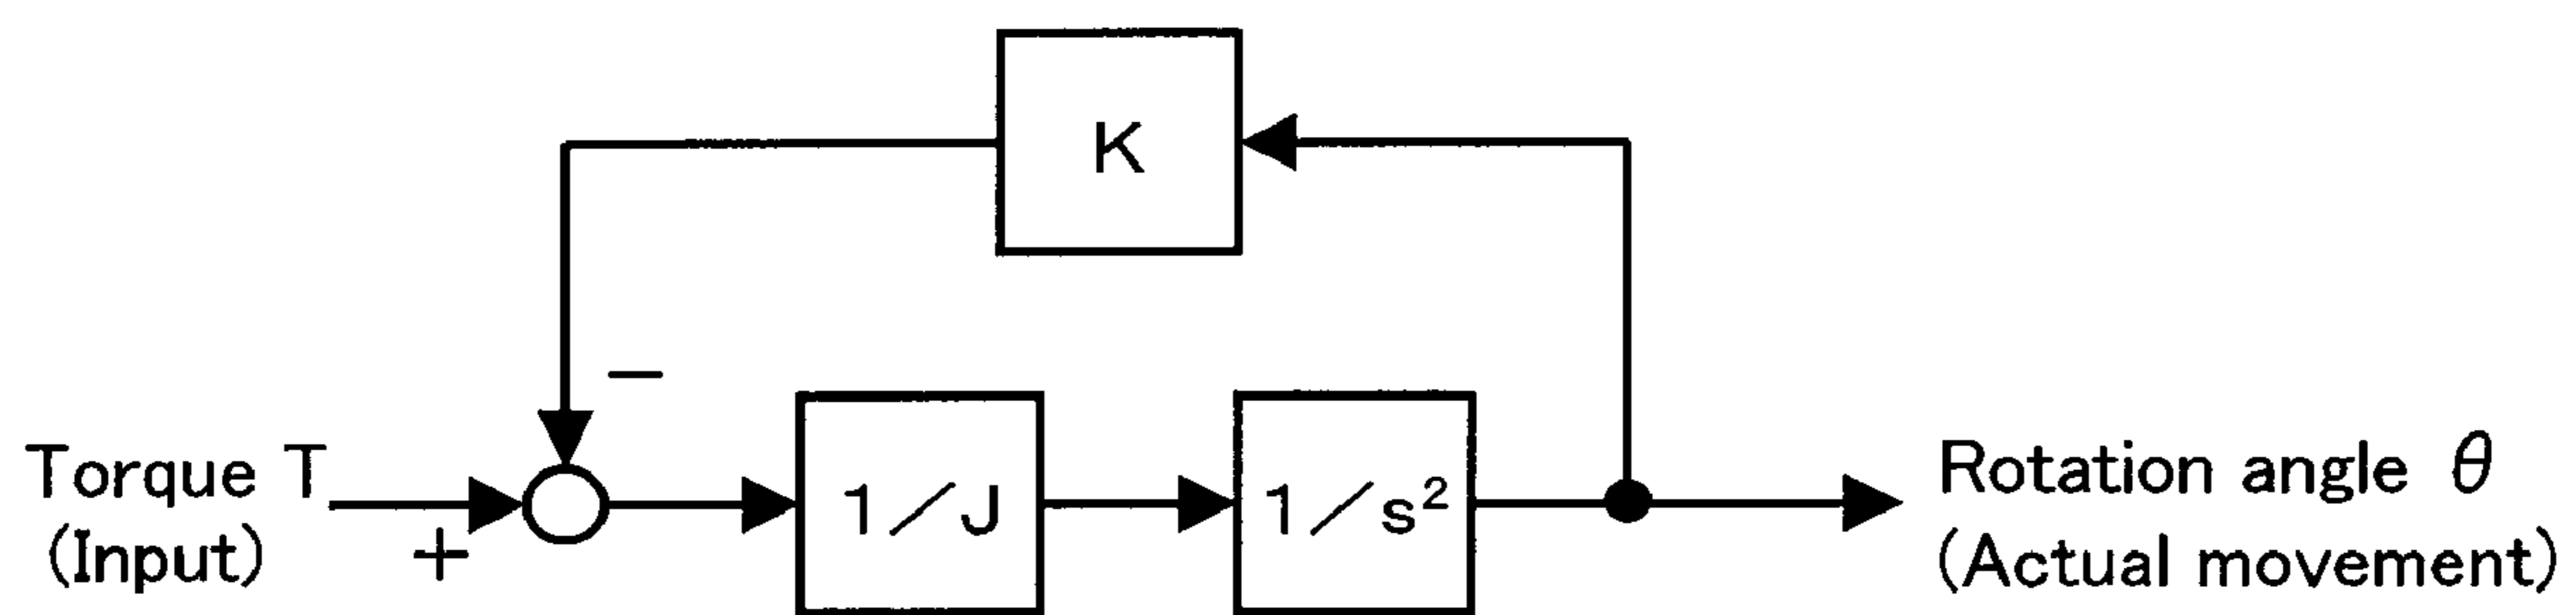 K
−
Torque T
(Input)
+
1／J
1／s²
Rotation angle θ
(Actual movement)